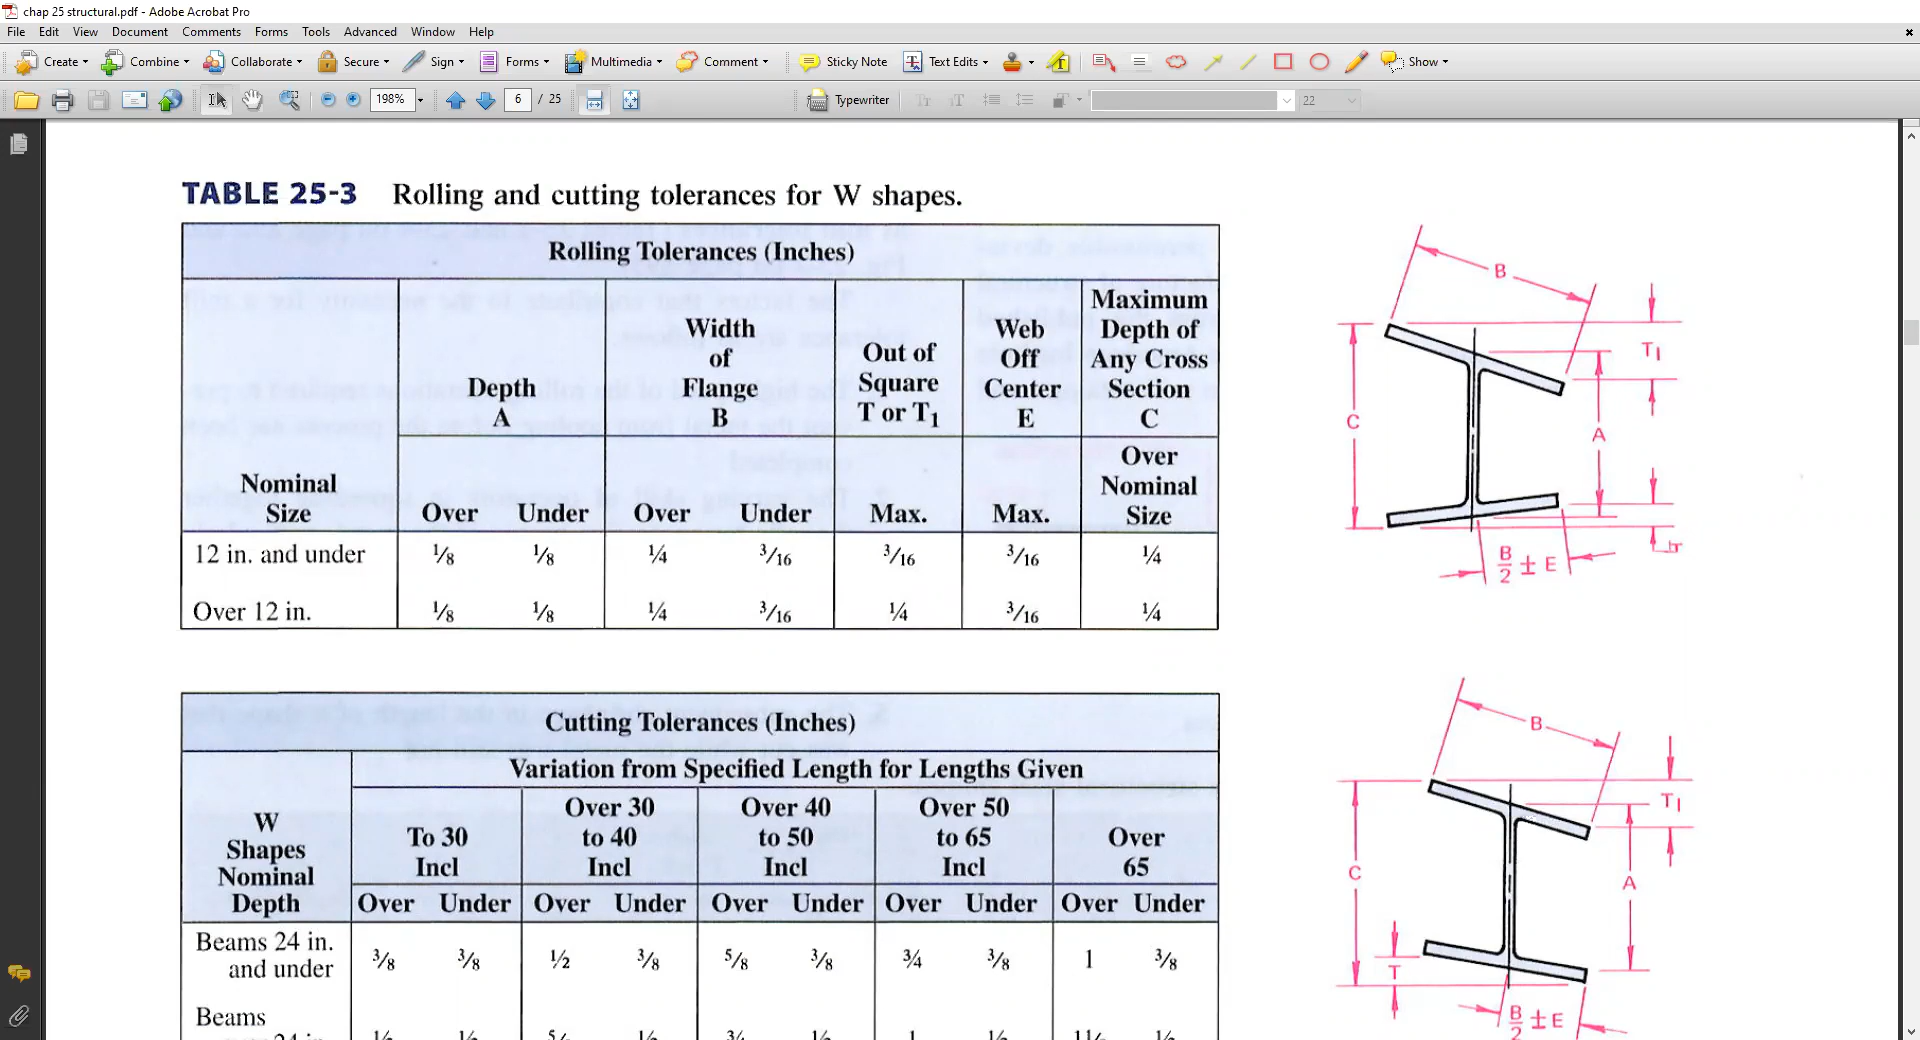 chap 25 structural.pdf - Adobe Acrobat Pro
File Edit View Document Comments Forms Tools Advanced Window Help
Create Combine Collaborate Secure Sign Forms Multimedia Comment Sticky Note Text Edits Show
198% 6 / 25 Typewriter 22
TABLE 25-3 Rolling and cutting tolerances for W shapes.
Rolling Tolerances (Inches)
Nominal Size
Depth A
Width of Flange B
Out of Square T or T1
Web Off Center E
Maximum Depth of Any Cross Section C
Over Under Over Under Max. Max. Over Nominal Size
12 in. and under 1/8 1/8 1/4 3/16 3/16 3/16 1/4
Over 12 in. 1/8 1/8 1/4 3/16 1/4 3/16 1/4
B
T1
C
A
B/2 ± E
Cutting Tolerances (Inches)
W Shapes Nominal Depth
Variation from Specified Length for Lengths Given
To 30 Incl
Over 30 to 40 Incl
Over 40 to 50 Incl
Over 50 to 65 Incl
Over 65
Over Under Over Under Over Under Over Under Over Under
Beams 24 in. and under 3/8 3/8 1/2 3/8 5/8 3/8 3/4 3/8 1 3/8
Beams
B
T1
C
A
T
B/2 ± E